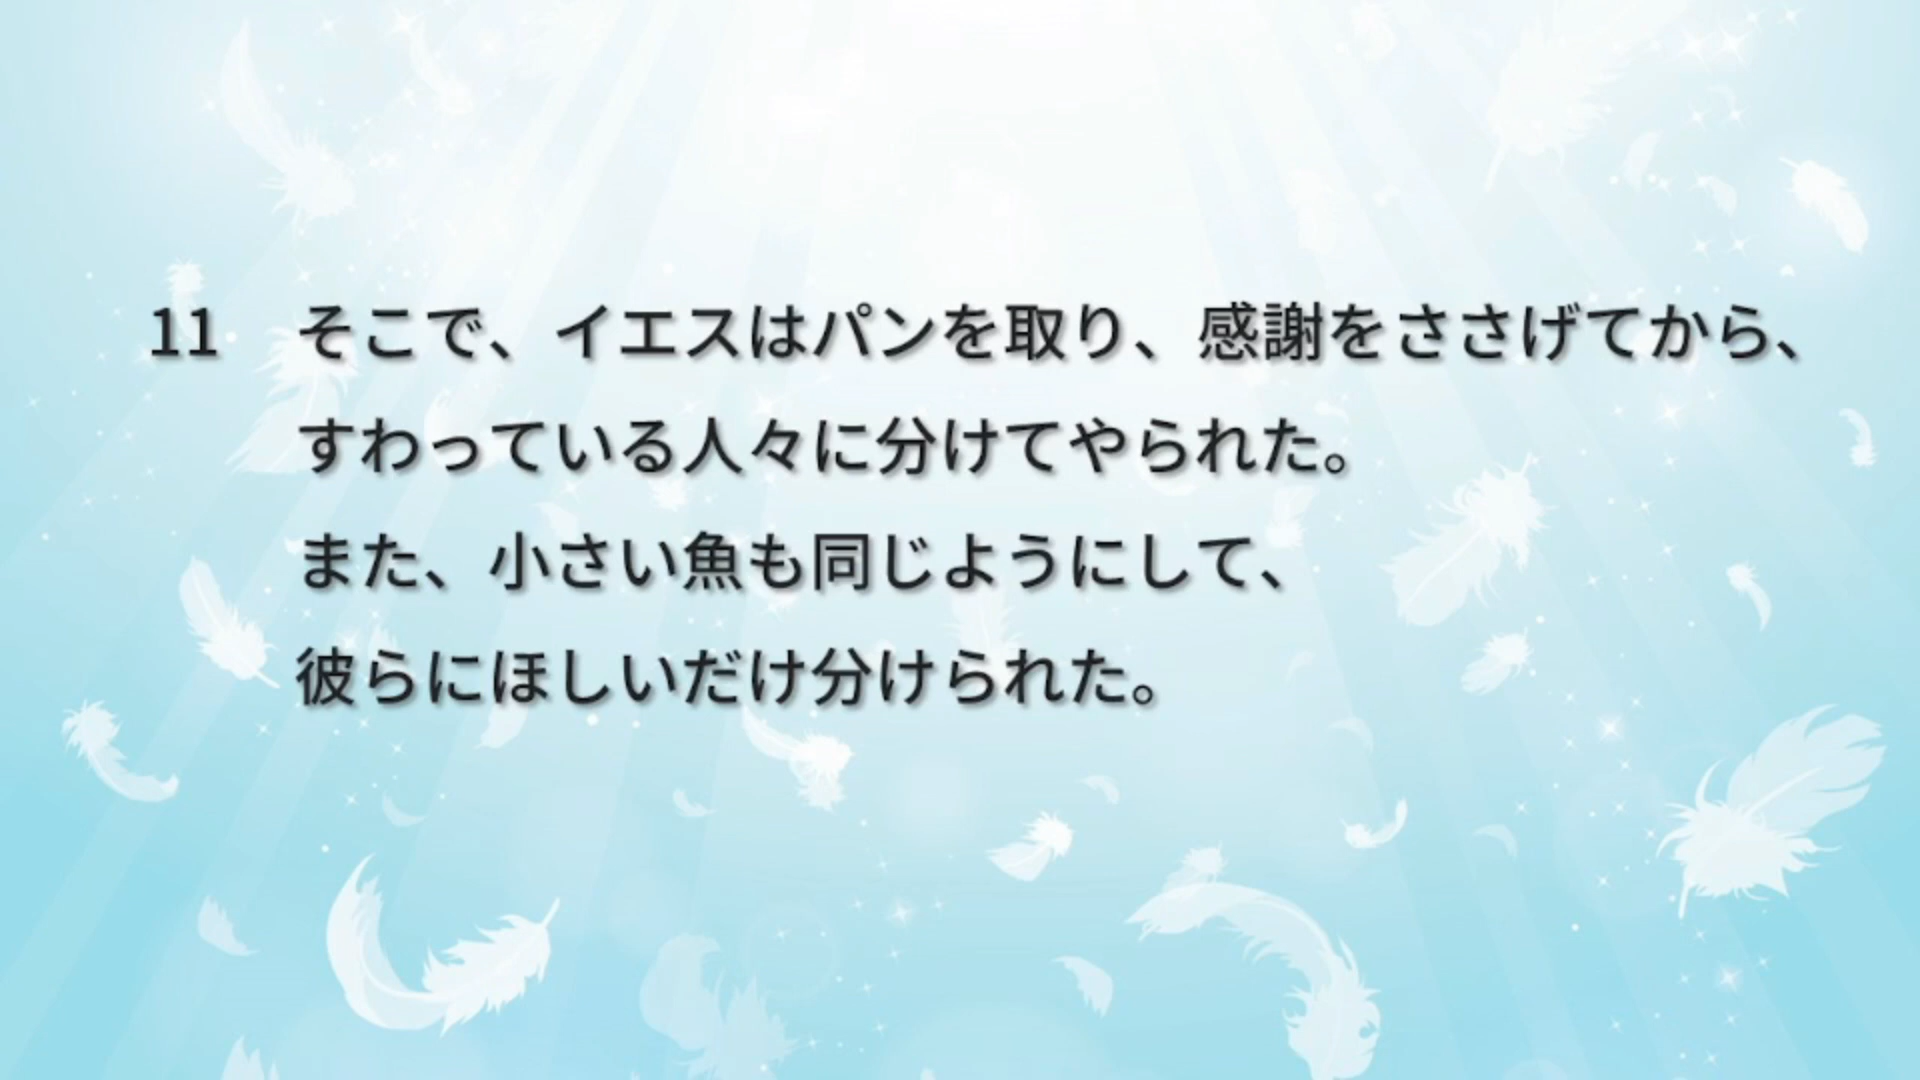 11 そこで、イエスはパンを取り、感謝をささげてから、
すわっている人々に分けてやられた。
また、小さい魚も同じようにして、
彼らにほしいだけ分けられた。